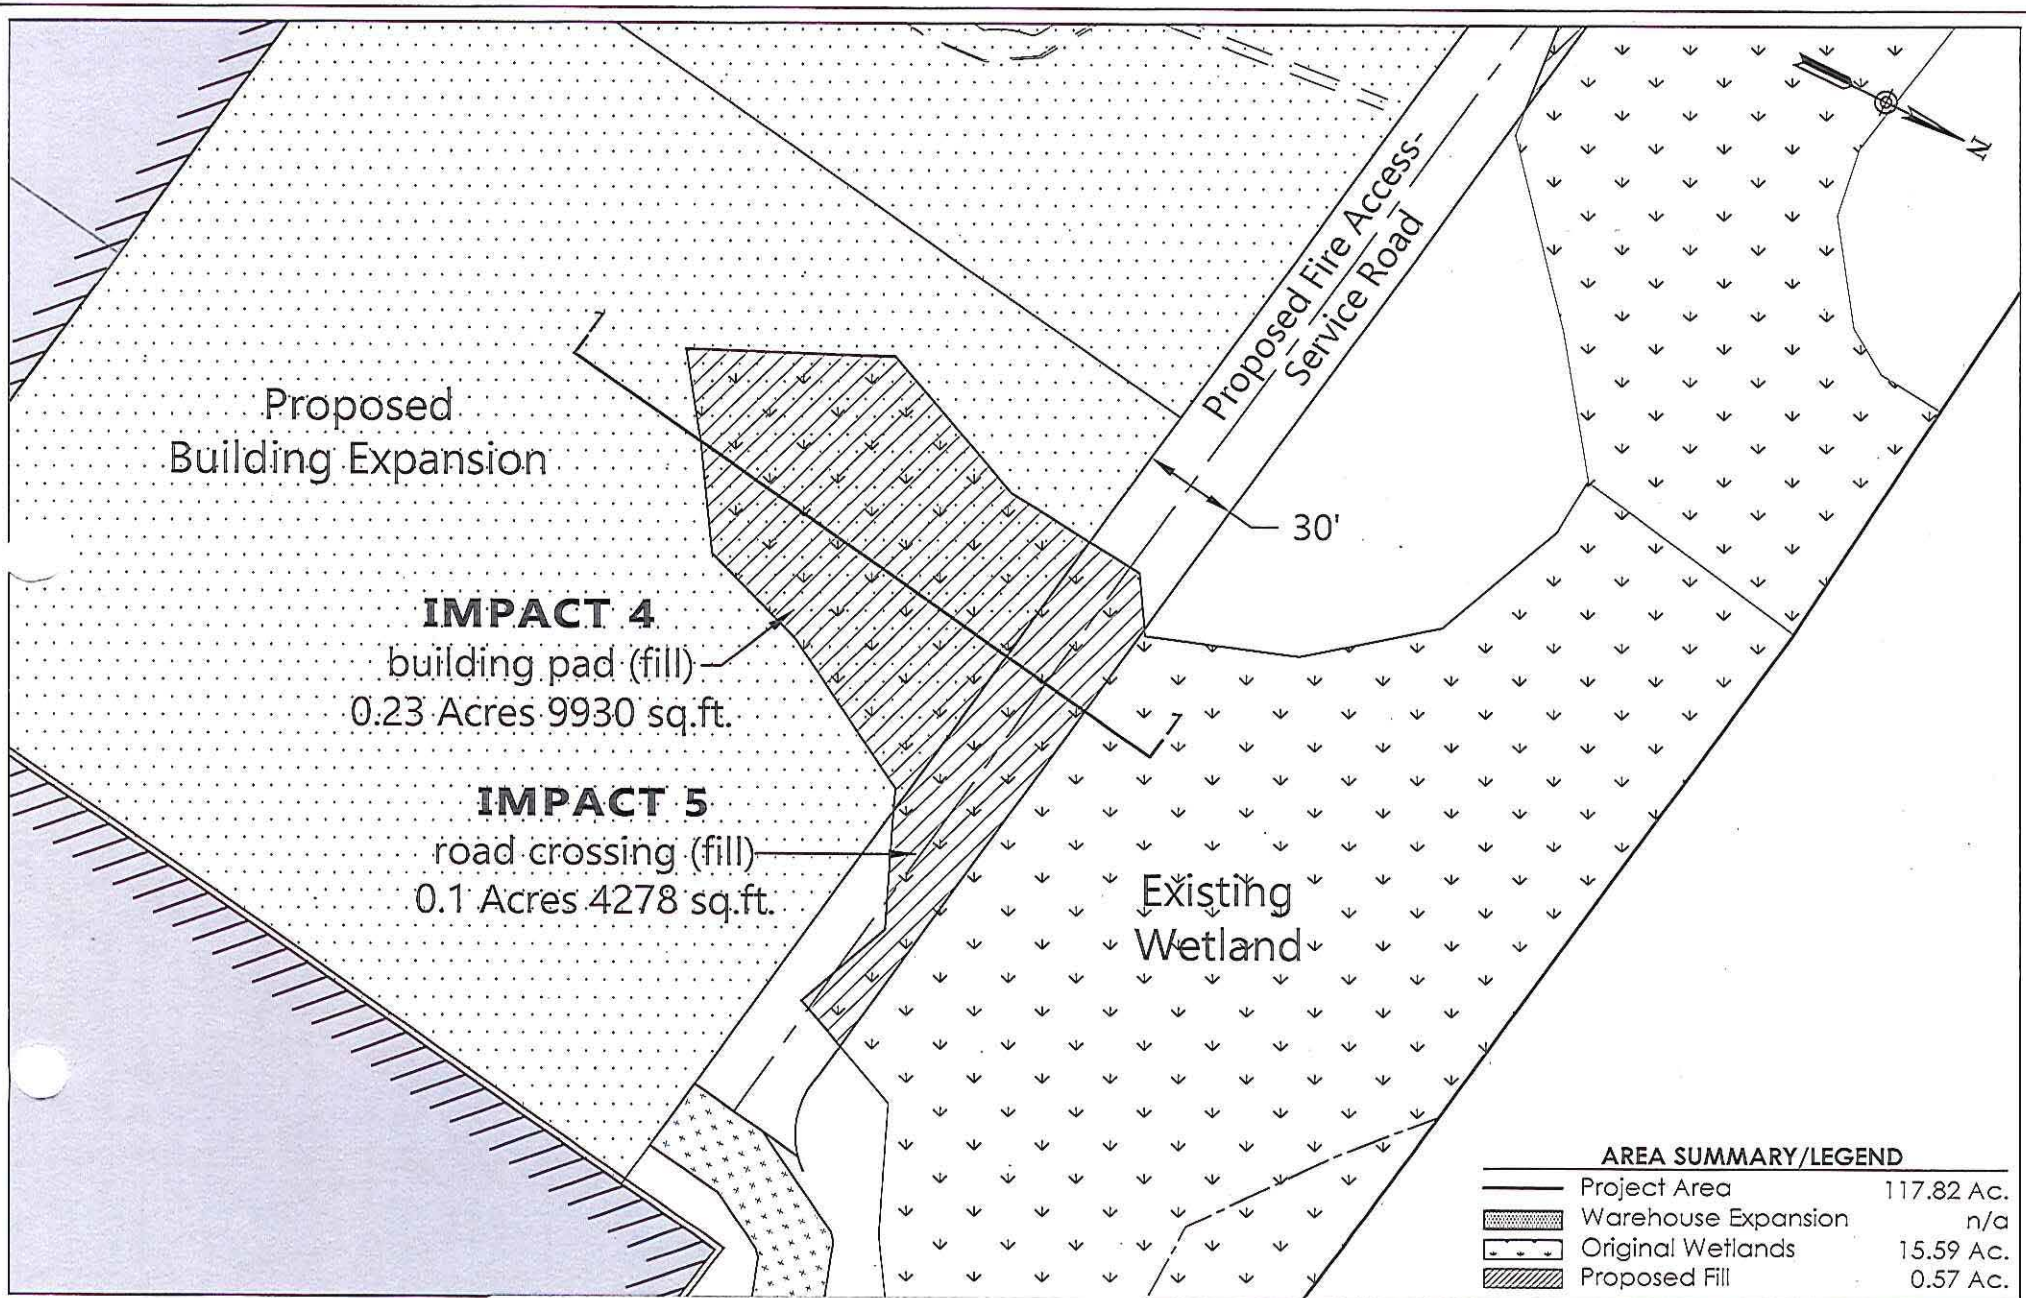 N
Proposed Fire Access-
Service Road
Proposed
Building Expansion
30'
IMPACT 4
building pad (fill)
0.23 Acres 9930 sq.ft.
IMPACT 5
road crossing (fill)
0.1 Acres 4278 sq.ft.
Existing
Wetland
AREA SUMMARY/LEGEND
Project Area 117.82 Ac.
Warehouse Expansion n/a
Original Wetlands 15.59 Ac.
Proposed Fill 0.57 Ac.